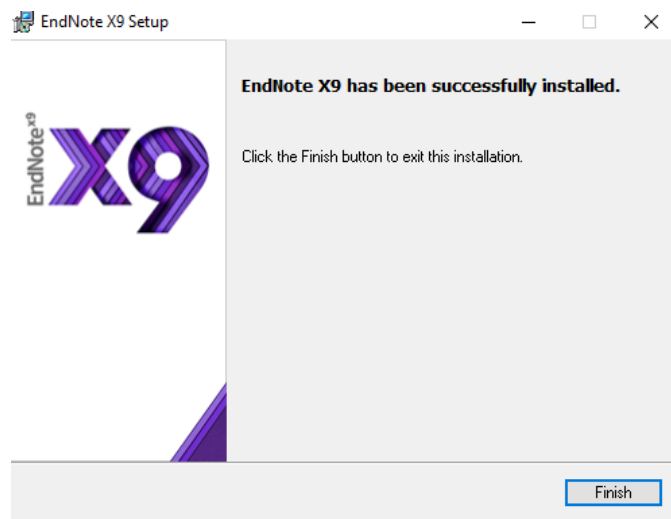 EndNote X9 Setup
EndNote X9 has been successfully installed.
Click the Finish button to exit this installation.
EndNote X9
X9
Finish